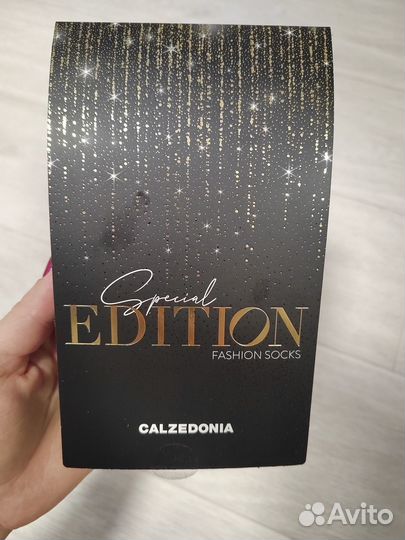 Special
EDITION
FASHION SOCKS
CALZEDONIA
Avito